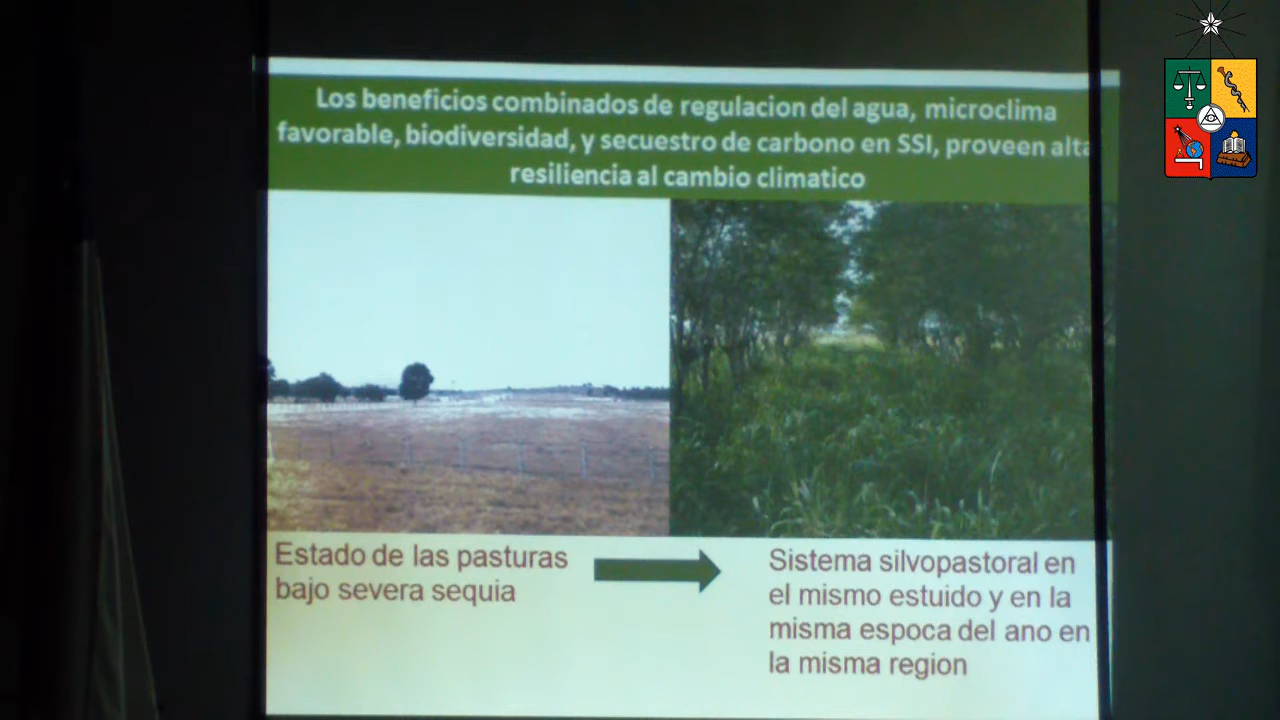 Los beneficios combinados de regulacion del agua, microclima
favorable, biodiversidad, y secuestro de carbono en SSI, proveen alta
resiliencia al cambio climatico
Estado de las pasturas
bajo severa sequia
Sistema silvopastoral en
el mismo estuido y en la
misma espoca del ano en
la misma region